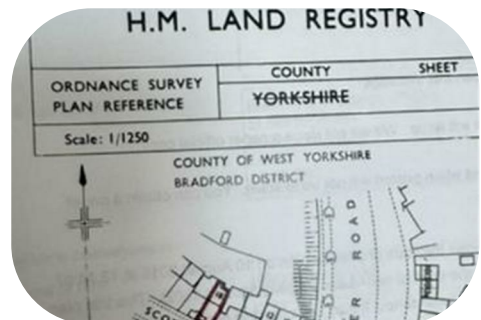 H.M. LAND REGISTRY
COUNTY SHEET
ORDNANCE SURVEY
PLAN REFERENCE
YORKSHIRE
Scale: 1/1250
COUNTY OF WEST YORKSHIRE
BRADFORD DISTRICT
ROAD